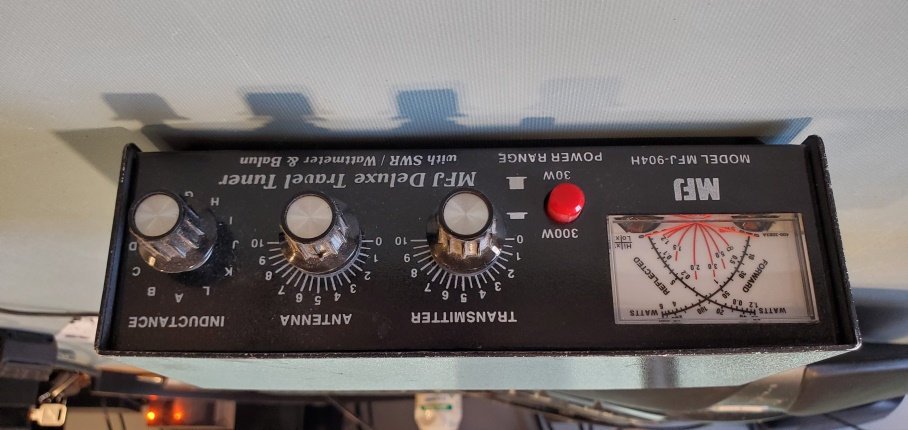 WATTS
WATTS
FORWARD
REFLECTED
MFJ
MODEL MFJ-904H
300W
30W
POWER RANGE
TRANSMITTER
0 1 2 3 4 5 6 7 8 9 10
ANTENNA
0 1 2 3 4 5 6 7 8 9 10
INDUCTANCE
L A B
K C
J D
I
H
G
MFJ Deluxe Travel Tuner
with SWR / Wattmeter & Balun